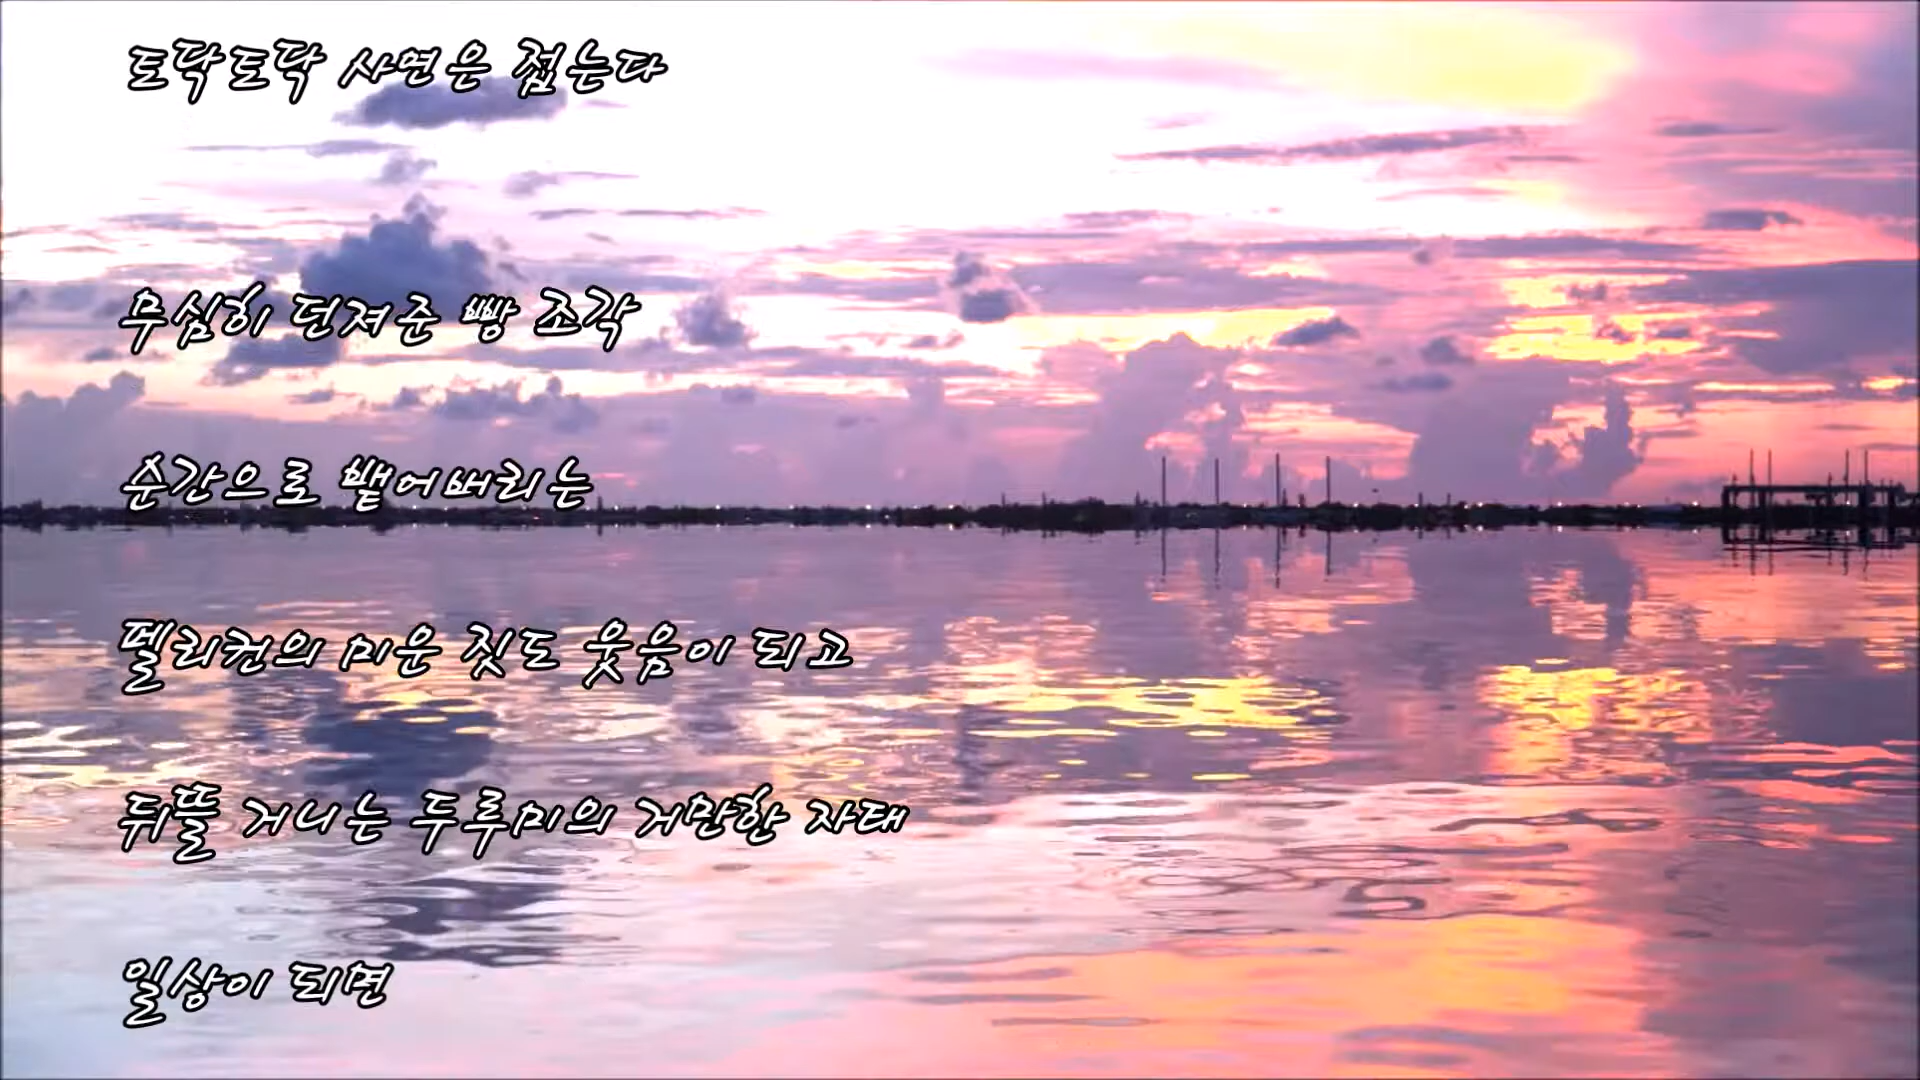 토닥토닥 사연은 젊는다
무심히 던져준 빵 조각
순간으로 뱉어버리는
펠리컨의 미운 짓도 웃음이 되고
뒤뜰 거니는 두루미의 거만한 자태
일상이 되면